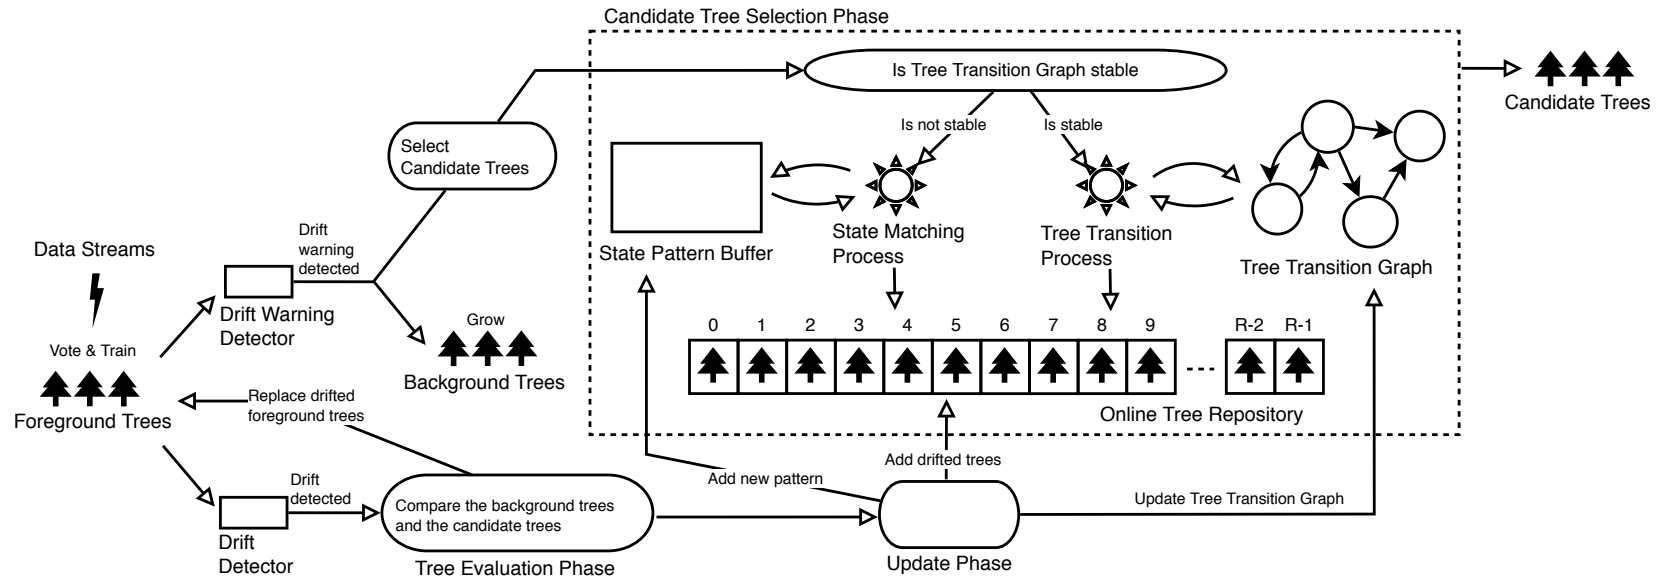 Candidate Tree Selection Phase
Is Tree Transition Graph stable
Candidate Trees
Is not stable
Is stable
Select
Candidate Trees
State Pattern Buffer
State Matching
Process
Tree Transition
Process
Tree Transition Graph
Data Streams
Drift
warning
detected
Drift Warning
Detector
Vote & Train
Foreground Trees
Grow
Background Trees
0 1 2 3 4 5 6 7 8 9 R-2 R-1
Online Tree Repository
Replace drifted
foreground trees
Add drifted trees
Add new pattern
Update Tree Transition Graph
Drift
detected
Compare the background trees
and the candidate trees
Drift
Detector
Tree Evaluation Phase
Update Phase